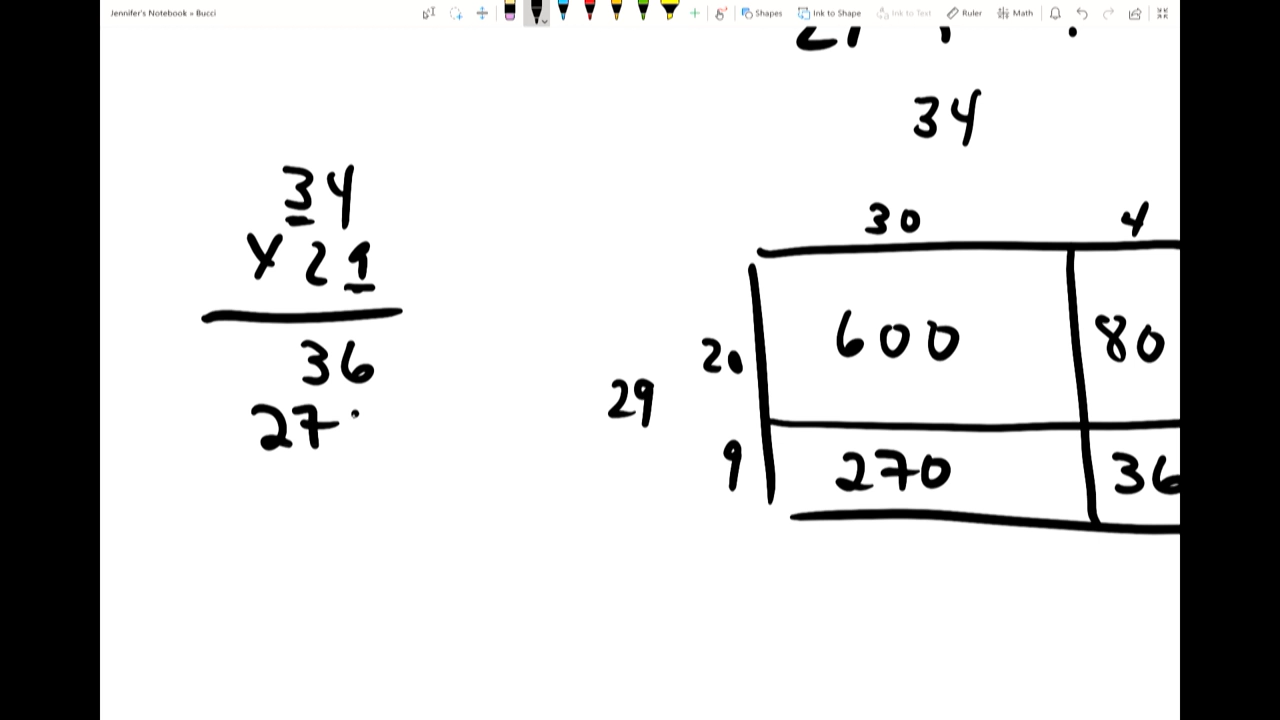 Jennifer's Notebook » Bucci
Shapes Ink to Shape Ink to Text Ruler Math
34
34
x 29
36
27
30 4
20 600 80
29
9 270 36